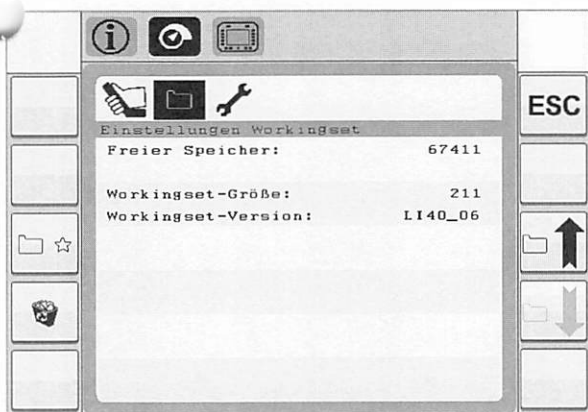 ESC
Einstellungen Workingset
Freier Speicher: 67411
Workingset-Größe: 211
Workingset-Version: LI40_06